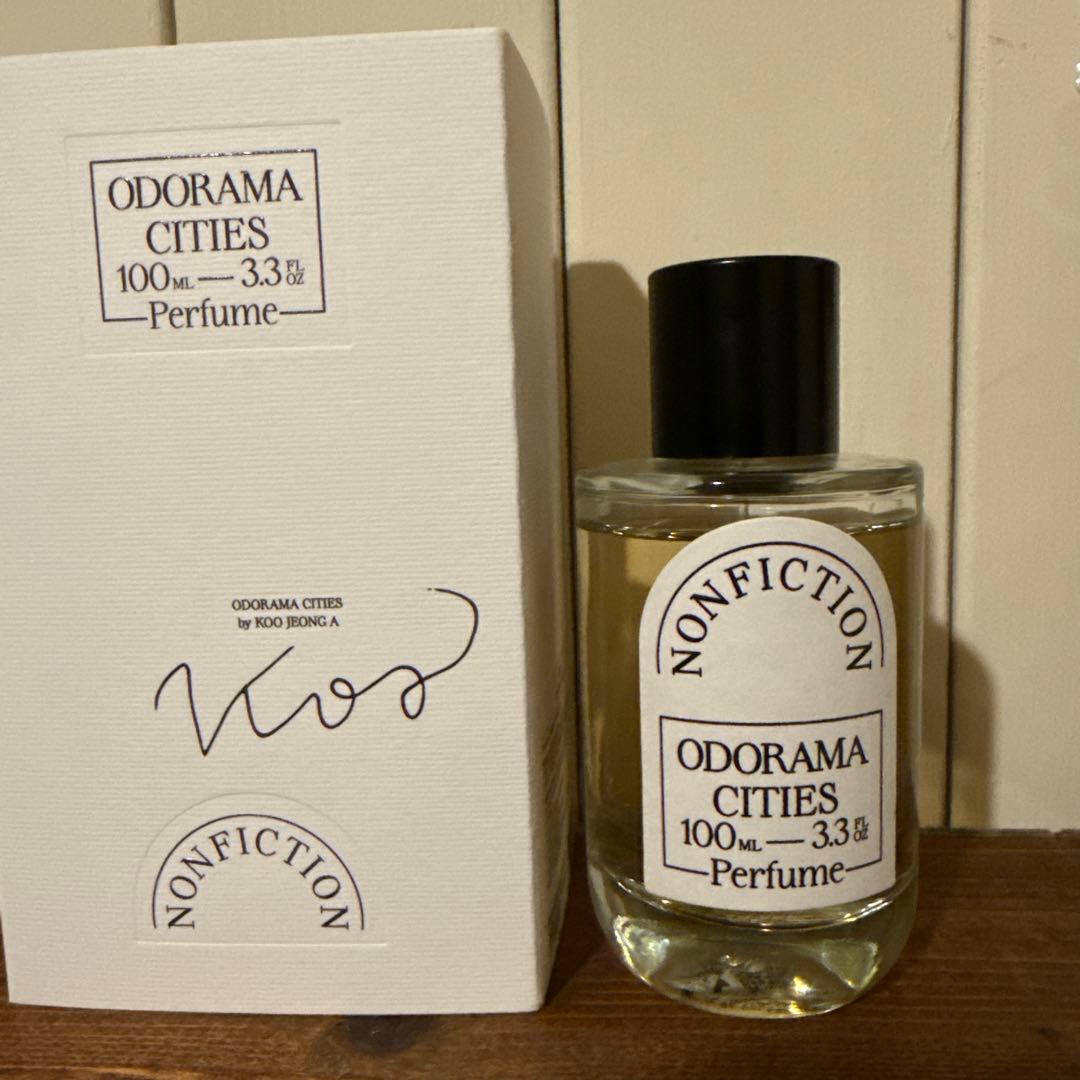 ODORAMA
CITIES
100ML — 3.3 FL OZ
Perfume
ODORAMA CITIES
by KOO JEONG A
Koo
NONFICTION
NONFICTION
ODORAMA
CITIES
100ML — 3.3 FL OZ
Perfume